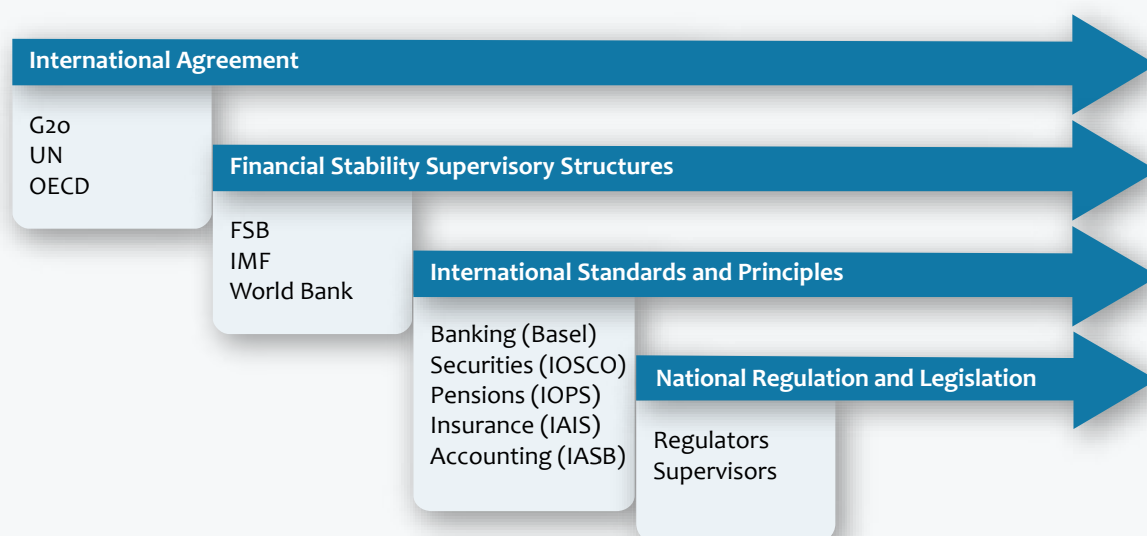 International Agreement
G20
UN
OECD
Financial Stability Supervisory Structures
FSB
IMF
World Bank
International Standards and Principles
Banking (Basel)
Securities (IOSCO)
Pensions (IOPS)
Insurance (IAIS)
Accounting (IASB)
National Regulation and Legislation
Regulators
Supervisors